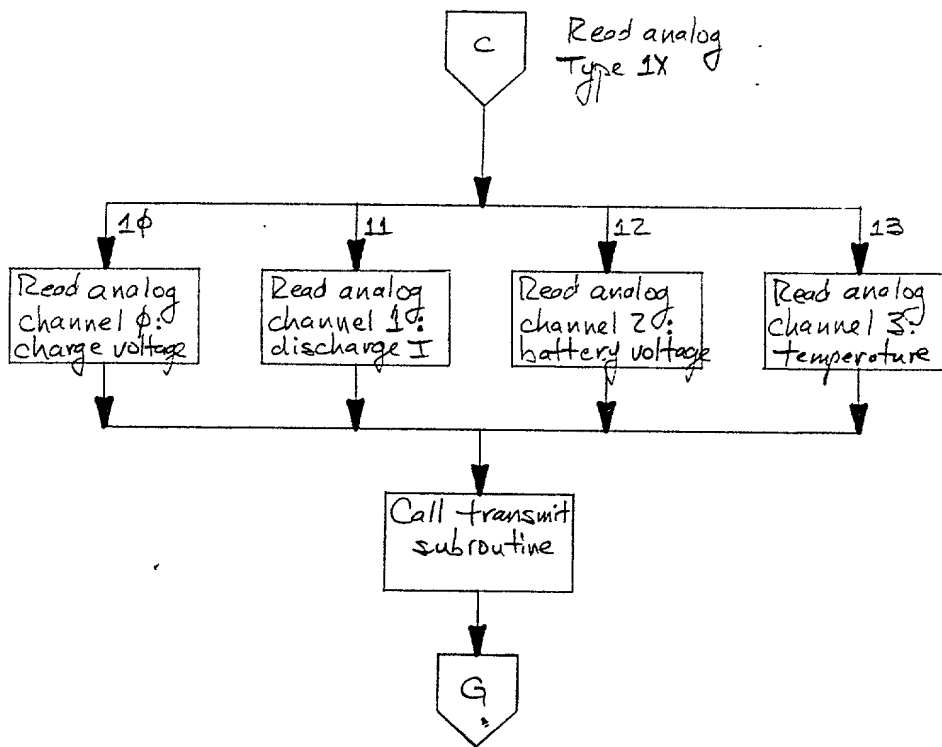 C
Read analog
Type 1X
1ϕ
11
12
13
Read analog
channel ϕ:
charge voltage
Read analog
channel 1:
discharge I
Read analog
channel 2:
battery voltage
Read analog
channel 3:
temperature
Call transmit
subroutine
G